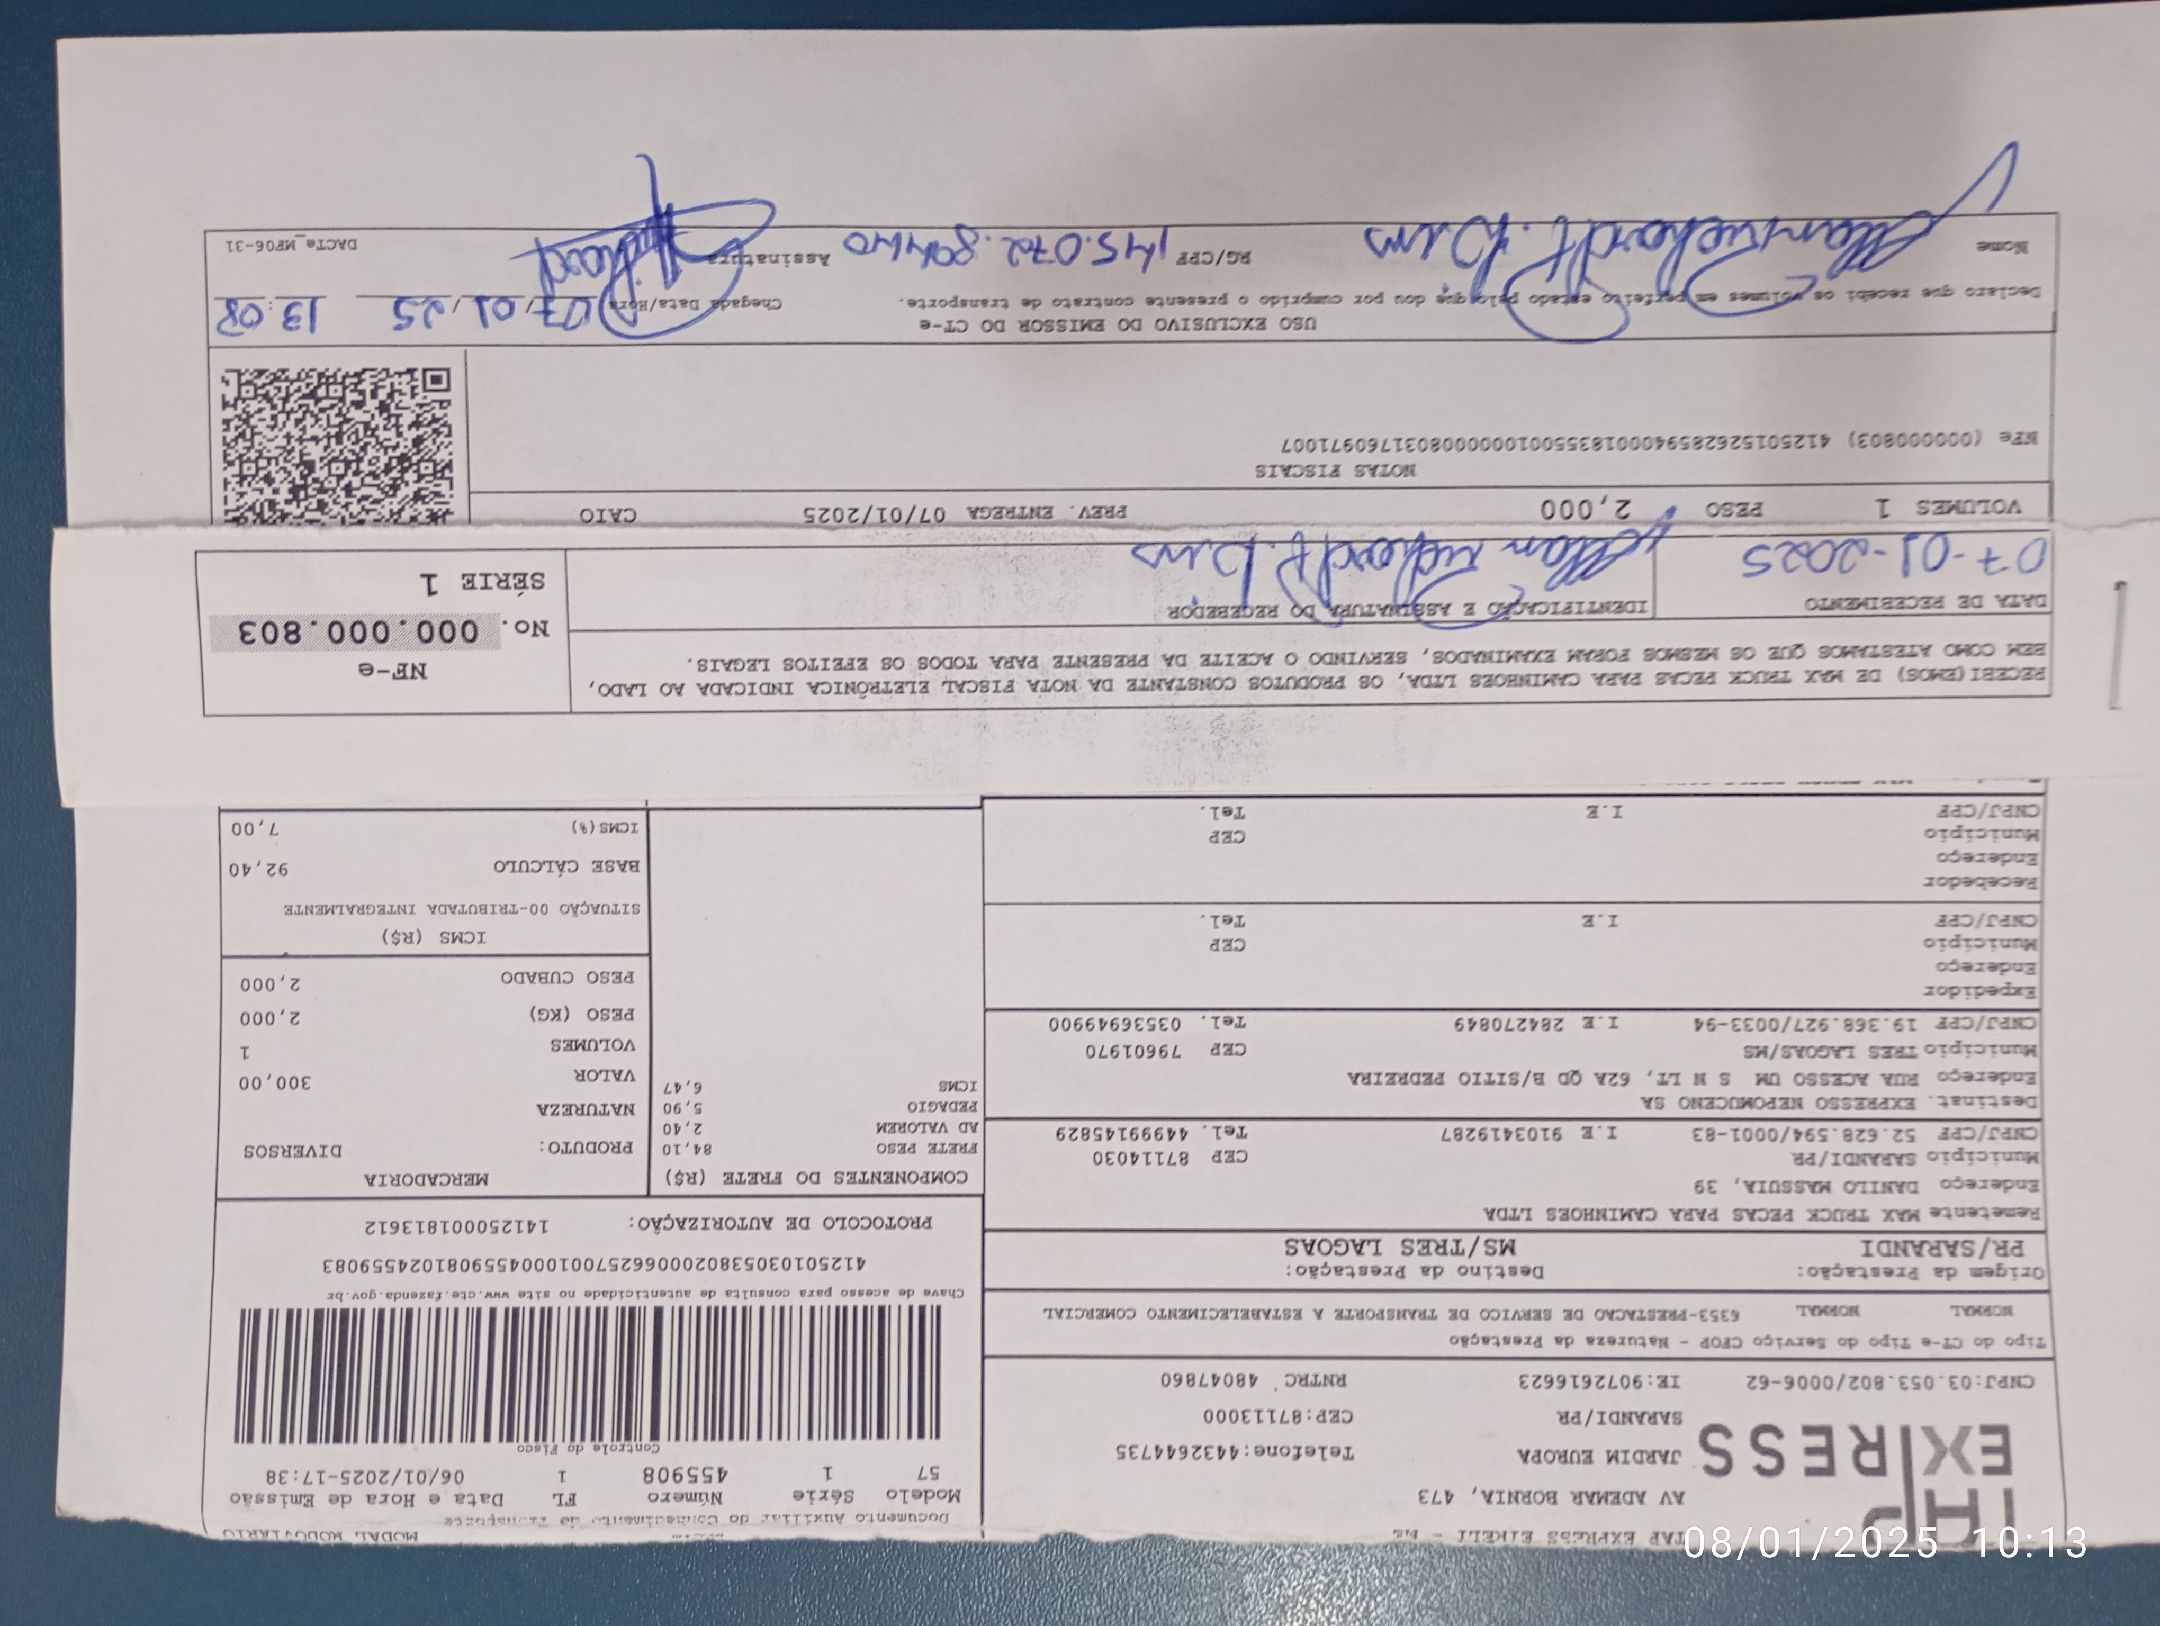 TAP EXPRESS EIRELI -
AV ADEMAR BORNIA, 473
JARDIM EUROPA Telefone:4432644735
SARANDI/PR CEP:87113000
CNPJ:03.053.802/0006-62 IE:9072616623 RNTRC 48047860
TAP
EXPRESS
MODAL RODOVIÁRIO
Documento Auxiliar do Conhecimento de Transporte
Modelo Série Número FL Data e Hora de Emissão
57 1 455908 1 06/01/2025-17:38
Controle do Fisco
Chave de acesso para consulta de autenticidade no site www.cte.fazenda.gov.br
41250103053802000662570010004559081024559083
PROTOCOLO DE AUTORIZAÇÃO: 141250001813612
Tipo do CT-e Tipo do Serviço CFOP - Natureza da Prestação
NORMAL NORMAL 6353-PRESTACAO DE SERVICO DE TRANSPORTE A ESTABELECIMENTO COMERCIAL
Origem da Prestação: Destino da Prestação:
PR/SARANDI MS/TRES LAGOAS
Remetente MAX TRUCK PECAS PARA CAMINHOES LTDA
Endereço DANILO MASSUIA, 39
Município SARANDI/PR CEP 87114030
CNPJ/CPF 52.628.594/0001-83 I.E 9103419287 Tel. 44999145829
Destinat. EXPRESSO NEPOMUCENO SA
Endereço RUA ACESSO UM S N LT, 62A QD B/SITIO PEDREIRA
Município TRES LAGOAS/MS CEP 79601970
CNPJ/CPF 19.368.927/0033-94 I.E 284270849 Tel. 03536949900
Expedidor
Endereço
Município CEP
CNPJ/CPF I.E Tel.
Recebedor
Endereço
Município CEP
CNPJ/CPF I.E Tel.
COMPONENTES DO FRETE (R$)
FRETE PESO 84,10
AD VALOREM 2,40
PEDAGIO 5,90
ICMS 6,47
MERCADORIA
PRODUTO: DIVERSOS
NATUREZA
VALOR 300,00
VOLUMES 1
PESO (KG) 2,000
PESO CUBADO 2,000
ICMS (R$)
SITUAÇÃO 00-TRIBUTADA INTEGRALMENTE
BASE CÁLCULO 92,40
ICMS(%) 7,00
RECEBI(EMOS) DE MAX TRUCK PECAS PARA CAMINHOES LTDA, OS PRODUTOS CONSTANTE DA NOTA FISCAL ELETRÔNICA INDICADA AO LADO,
BEM COMO ATESTAMOS QUE OS MESMOS FORAM EXAMINADOS, SERVINDO O ACEITE DA PRESENTE PARA TODOS OS EFEITOS LEGAIS.
DATA DE RECEBIMENTO IDENTIFICAÇÃO E ASSINATURA DO RECEBEDOR
07-01-2025
NF-e
No. 000.000.803
SÉRIE 1
VOLUMES 1 PESO 2,000 PREV. ENTREGA 07/01/2025 CAIO
NOTAS FISCAIS
NFe (000000803) 41250152628594000183550010000008031760971007
USO EXCLUSIVO DO EMISSOR DO CT-e
Declaro que recebi os volumes em perfeito estado pelo que dou por cumprido o presente contrato de transporte. Chegada Data/Hora 07/01/25 13:08
Nome RG/CPF Assinatura
DACTe_MP06-31
08/01/2025 10:13